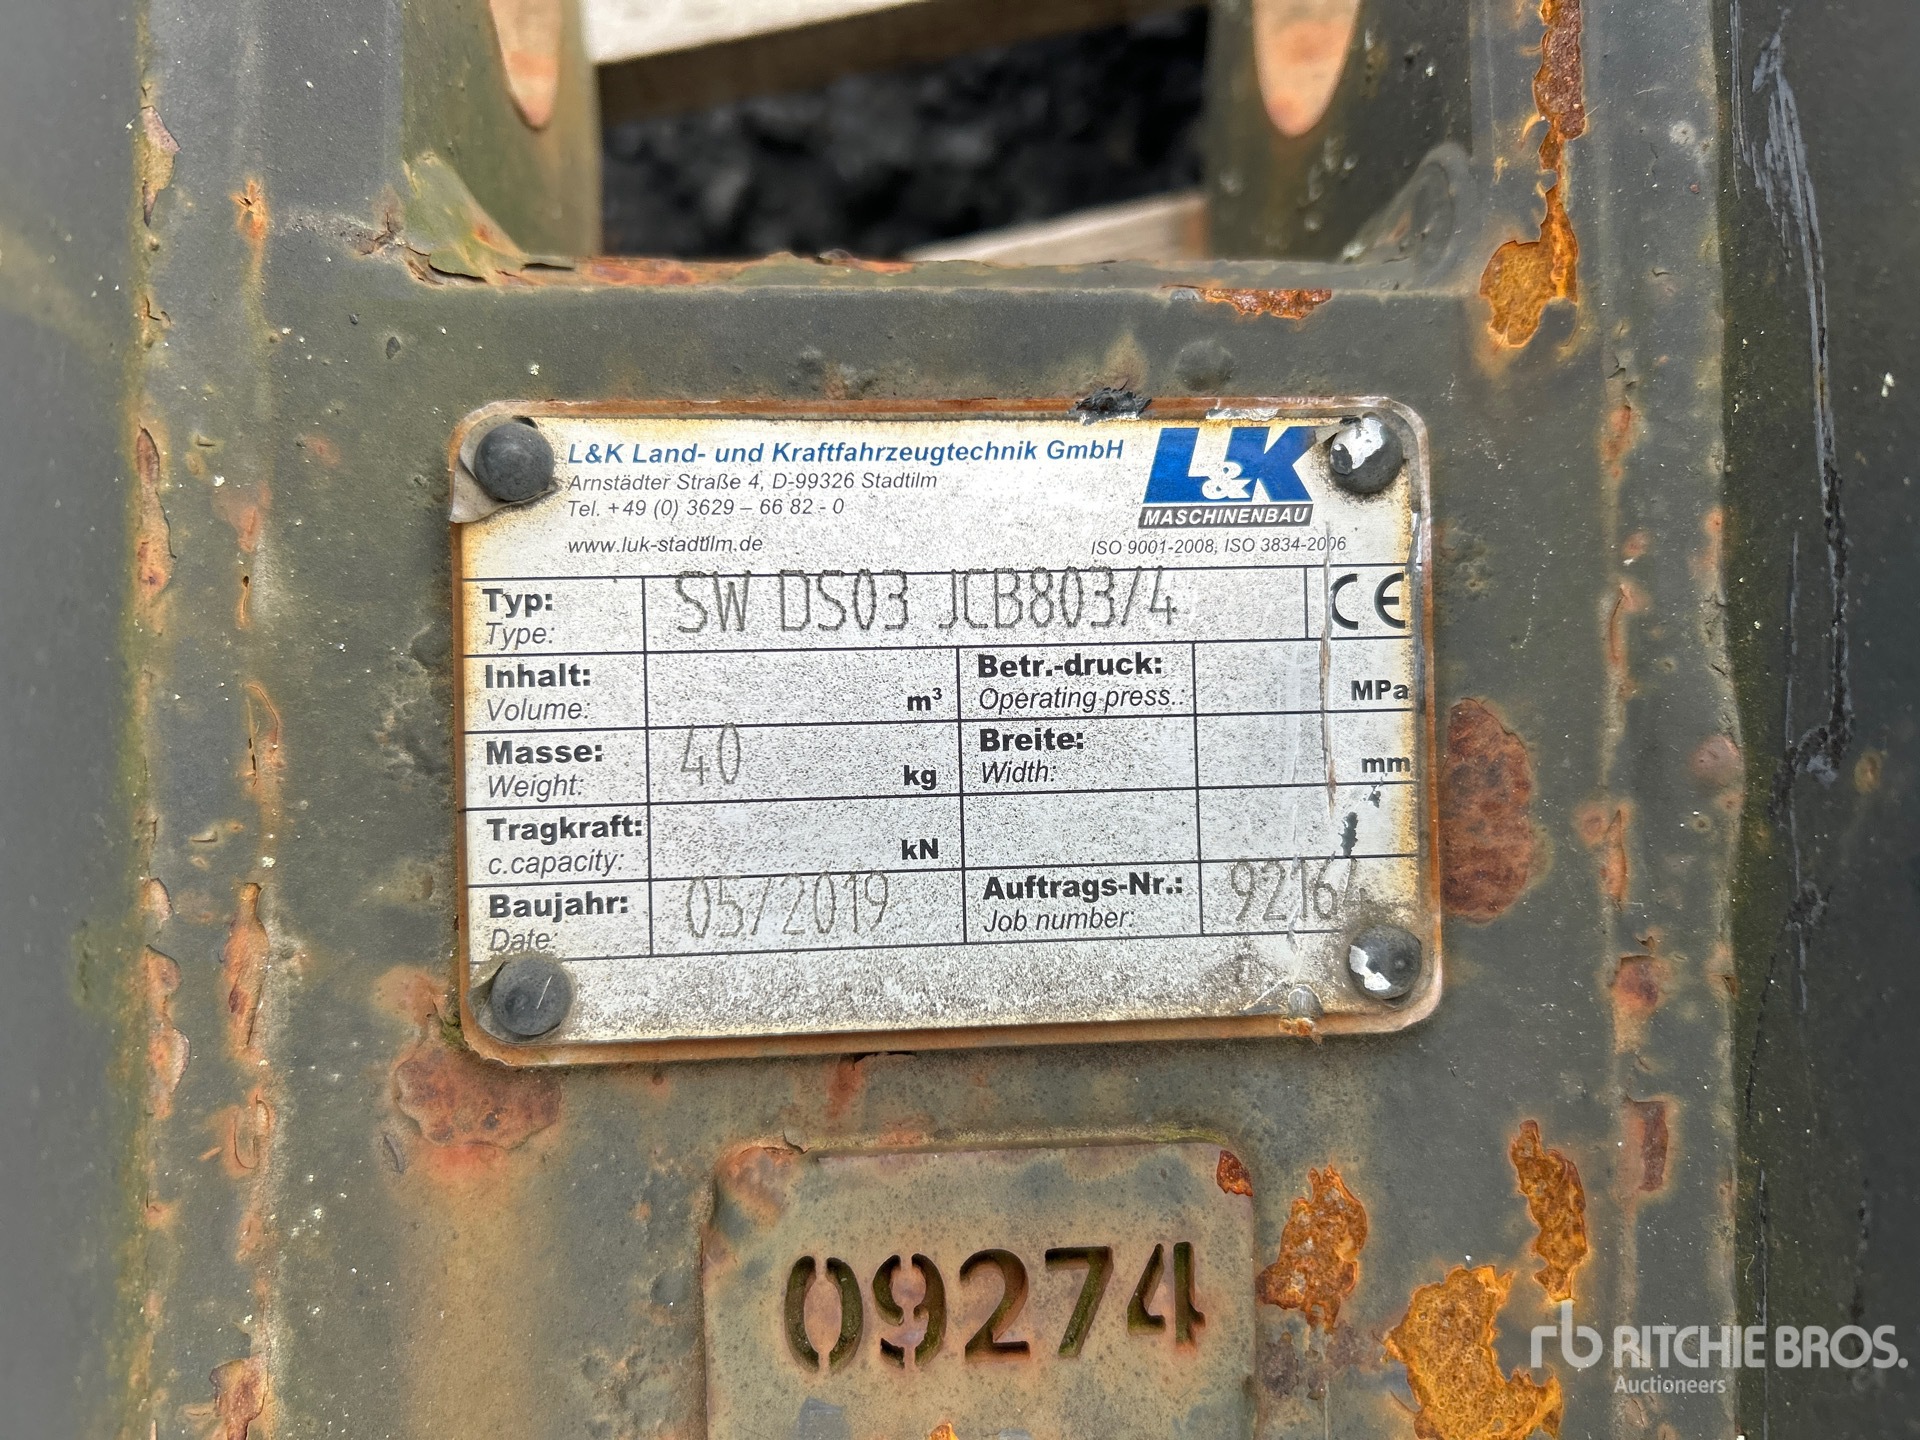 L&K Land- und Kraftfahrzeugtechnik GmbH
Arnstädter Straße 4, D-99326 Stadtilm
Tel. +49 (0) 3629 – 66 82 - 0
www.luk-stadtilm.de
L&K
MASCHINENBAU
ISO 9001-2008, ISO 3834-2006
Typ: SW DS03 JCB803/4 CE
Type:
Inhalt: m³ Betr.-druck: MPa
Volume: Operating press.:
Masse: 40 kg Breite: mm
Weight: Width:
Tragkraft: kN
c.capacity:
Baujahr: 05/2019 Auftrags-Nr.: 92164
Date: Job number:
09274
rb RITCHIE BROS.
Auctioneers